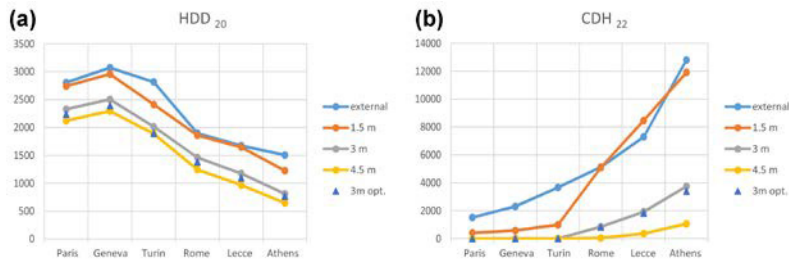 (a) HDD 20
3500
3000
2500
2000
1500
1000
500
0
Paris Geneva Turin Rome Lecce Athens
external
1.5 m
3 m
4.5 m
3m opt.
(b) CDH 22
14000
12000
10000
8000
6000
4000
2000
0
Paris Geneva Turin Rome Lecce Athens
external
1.5 m
3 m
4.5 m
3m opt.